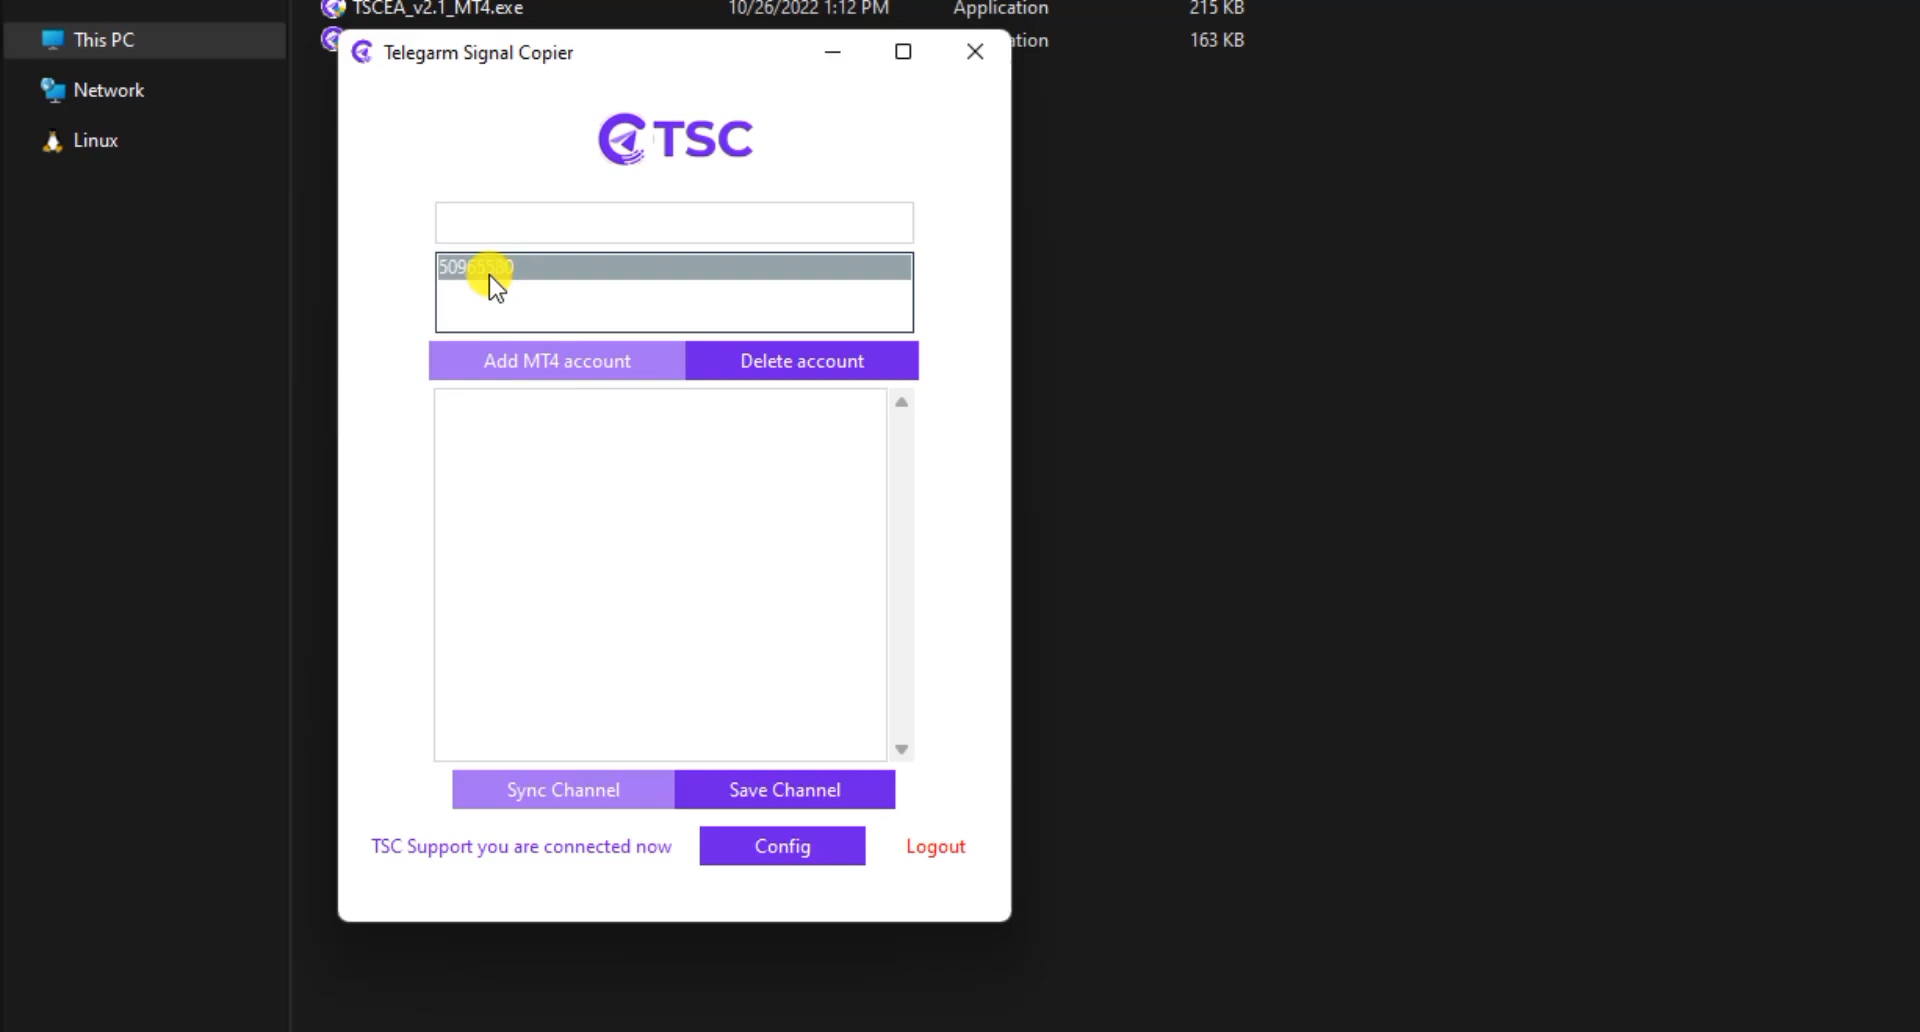 TSCEA_v2.1_MT4.exe 10/26/2022 1:12 PM Application 215 KB
This PC
163 KB
Telegarm Signal Copier
Network
Linux
TSC
50965580
Add MT4 account Delete account
Sync Channel Save Channel
TSC Support you are connected now Config Logout